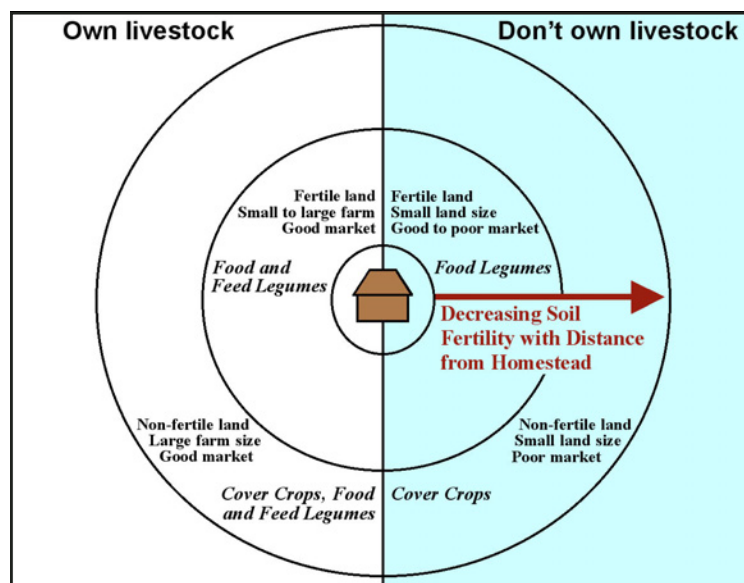 Own livestock
Don't own livestock
Fertile land
Small to large farm
Good market
Fertile land
Small land size
Good to poor market
Food and
Feed Legumes
Food Legumes
Decreasing Soil
Fertility with Distance
from Homestead
Non-fertile land
Large farm size
Good market
Non-fertile land
Small land size
Poor market
Cover Crops, Food
and Feed Legumes
Cover Crops